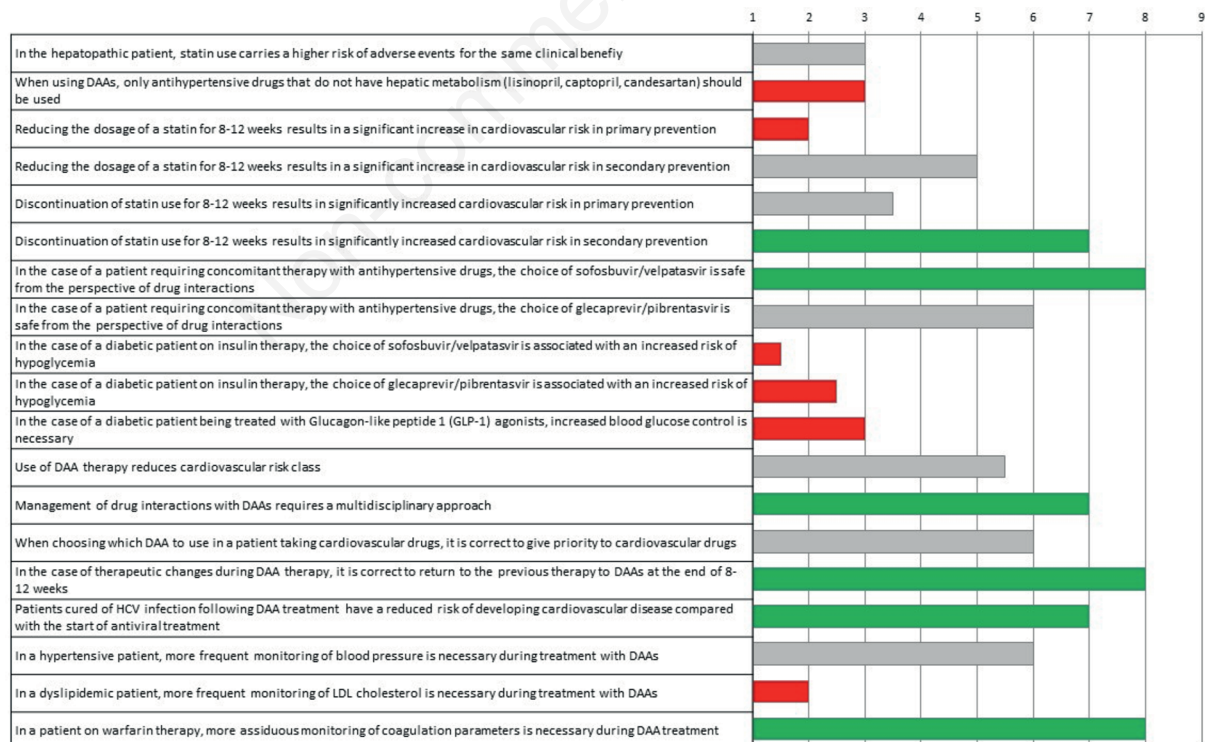 1 2 3 4 5 6 7 8 9
In the hepatopathic patient, statin use carries a higher risk of adverse events for the same clinical benefiy
When using DAAs, only antihypertensive drugs that do not have hepatic metabolism (lisinopril, captopril, candesartan) should
be used
Reducing the dosage of a statin for 8-12 weeks results in a significant increase in cardiovascular risk in primary prevention
Reducing the dosage of a statin for 8-12 weeks results in a significant increase in cardiovascular risk in secondary prevention
Discontinuation of statin use for 8-12 weeks results in significantly increased cardiovascular risk in primary prevention
Discontinuation of statin use for 8-12 weeks results in significantly increased cardiovascular risk in secondary prevention
In the case of a patient requiring concomitant therapy with antihypertensive drugs, the choice of sofosbuvir/velpatasvir is safe
from the perspective of drug interactions
In the case of a patient requiring concomitant therapy with antihypertensive drugs, the choice of glecaprevir/pibrentasvir is
safe from the perspective of drug interactions
In the case of a diabetic patient on insulin therapy, the choice of sofosbuvir/velpatasvir is associated with an increased risk of
hypoglycemia
In the case of a diabetic patient on insulin therapy, the choice of glecaprevir/pibrentasvir is associated with an increased risk of
hypoglycemia
In the case of a diabetic patient being treated with Glucagon-like peptide 1 (GLP-1) agonists, increased blood glucose control is
necessary
Use of DAA therapy reduces cardiovascular risk class
Management of drug interactions with DAAs requires a multidisciplinary approach
When choosing which DAA to use in a patient taking cardiovascular drugs, it is correct to give priority to cardiovascular drugs
In the case of therapeutic changes during DAA therapy, it is correct to return to the previous therapy to DAAs at the end of 8-
12 weeks
Patients cured of HCV infection following DAA treatment have a reduced risk of developing cardiovascular disease compared
with the start of antiviral treatment
In a hypertensive patient, more frequent monitoring of blood pressure is necessary during treatment with DAAs
In a dyslipidemic patient, more frequent monitoring of LDL cholesterol is necessary during treatment with DAAs
In a patient on warfarin therapy, more assiduous monitoring of coagulation parameters is necessary during DAA treatment